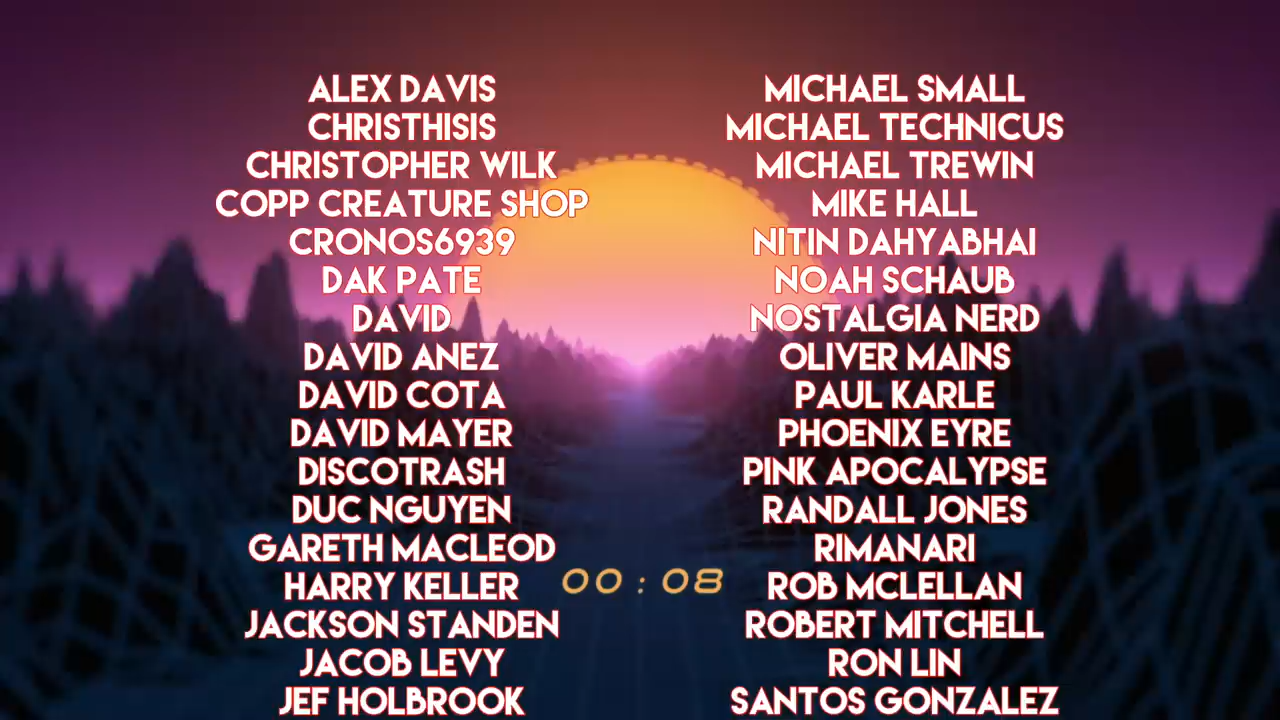 ALEX DAVIS
CHRISTHISIS
CHRISTOPHER WILK
COPP CREATURE SHOP
CRONOS6939
DAK PATE
DAVID
DAVID ANEZ
DAVID COTA
DAVID MAYER
DISCOTRASH
DUC NGUYEN
GARETH MACLEOD
HARRY KELLER
JACKSON STANDEN
JACOB LEVY
JEF HOLBROOK
MICHAEL SMALL
MICHAEL TECHNICUS
MICHAEL TREWIN
MIKE HALL
NITIN DAHYABHAI
NOAH SCHAUB
NOSTALGIA NERD
OLIVER MAINS
PAUL KARLE
PHOENIX EYRE
PINK APOCALYPSE
RANDALL JONES
RIMANARI
ROB MCLELLAN
ROBERT MITCHELL
RON LIN
SANTOS GONZALEZ
00:08